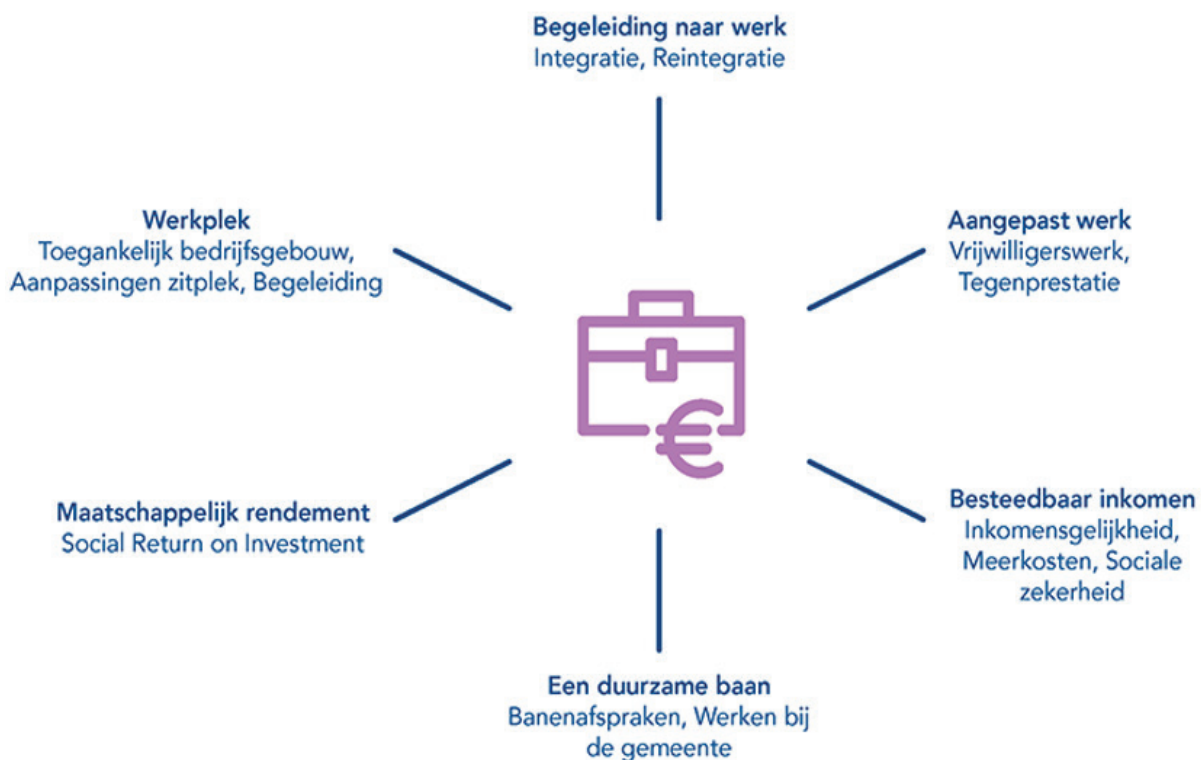 Begeleiding naar werk
Integratie, Reintegratie
Werkplek
Toegankelijk bedrijfsgebouw,
Aanpassingen zitplek, Begeleiding
Aangepast werk
Vrijwilligerswerk,
Tegenprestatie
Maatschappelijk rendement
Social Return on Investment
Besteedbaar inkomen
Inkomensgelijkheid,
Meerkosten, Sociale
zekerheid
Een duurzame baan
Banenafspraken, Werken bij
de gemeente
€